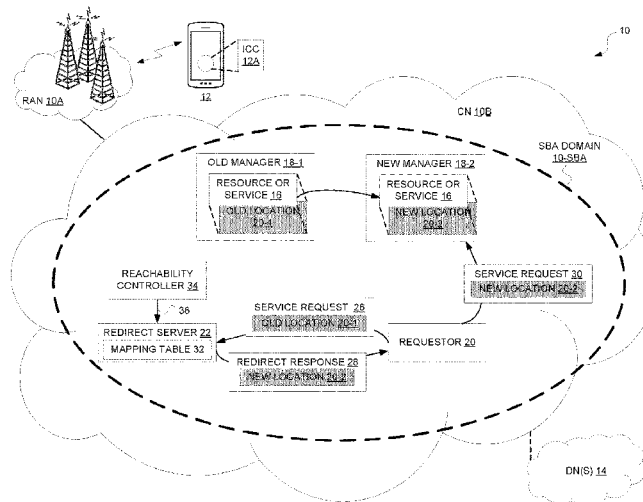 10
ICC
12A
12
RAN 10A
CN 10B
SBA DOMAIN
10-SBA
OLD MANAGER 18-1
RESOURCE OR
SERVICE 16
OLD LOCATION
20-1
NEW MANAGER 18-2
RESOURCE OR
SERVICE 16
NEW LOCATION
20-2
REACHABILITY
CONTROLLER 34
36
SERVICE REQUEST 30
NEW LOCATION 20-2
SERVICE REQUEST 26
OLD LOCATION 20-1
REDIRECT SERVER 22
MAPPING TABLE 32
REQUESTOR 20
REDIRECT RESPONSE 28
NEW LOCATION 20-2
DN(S) 14